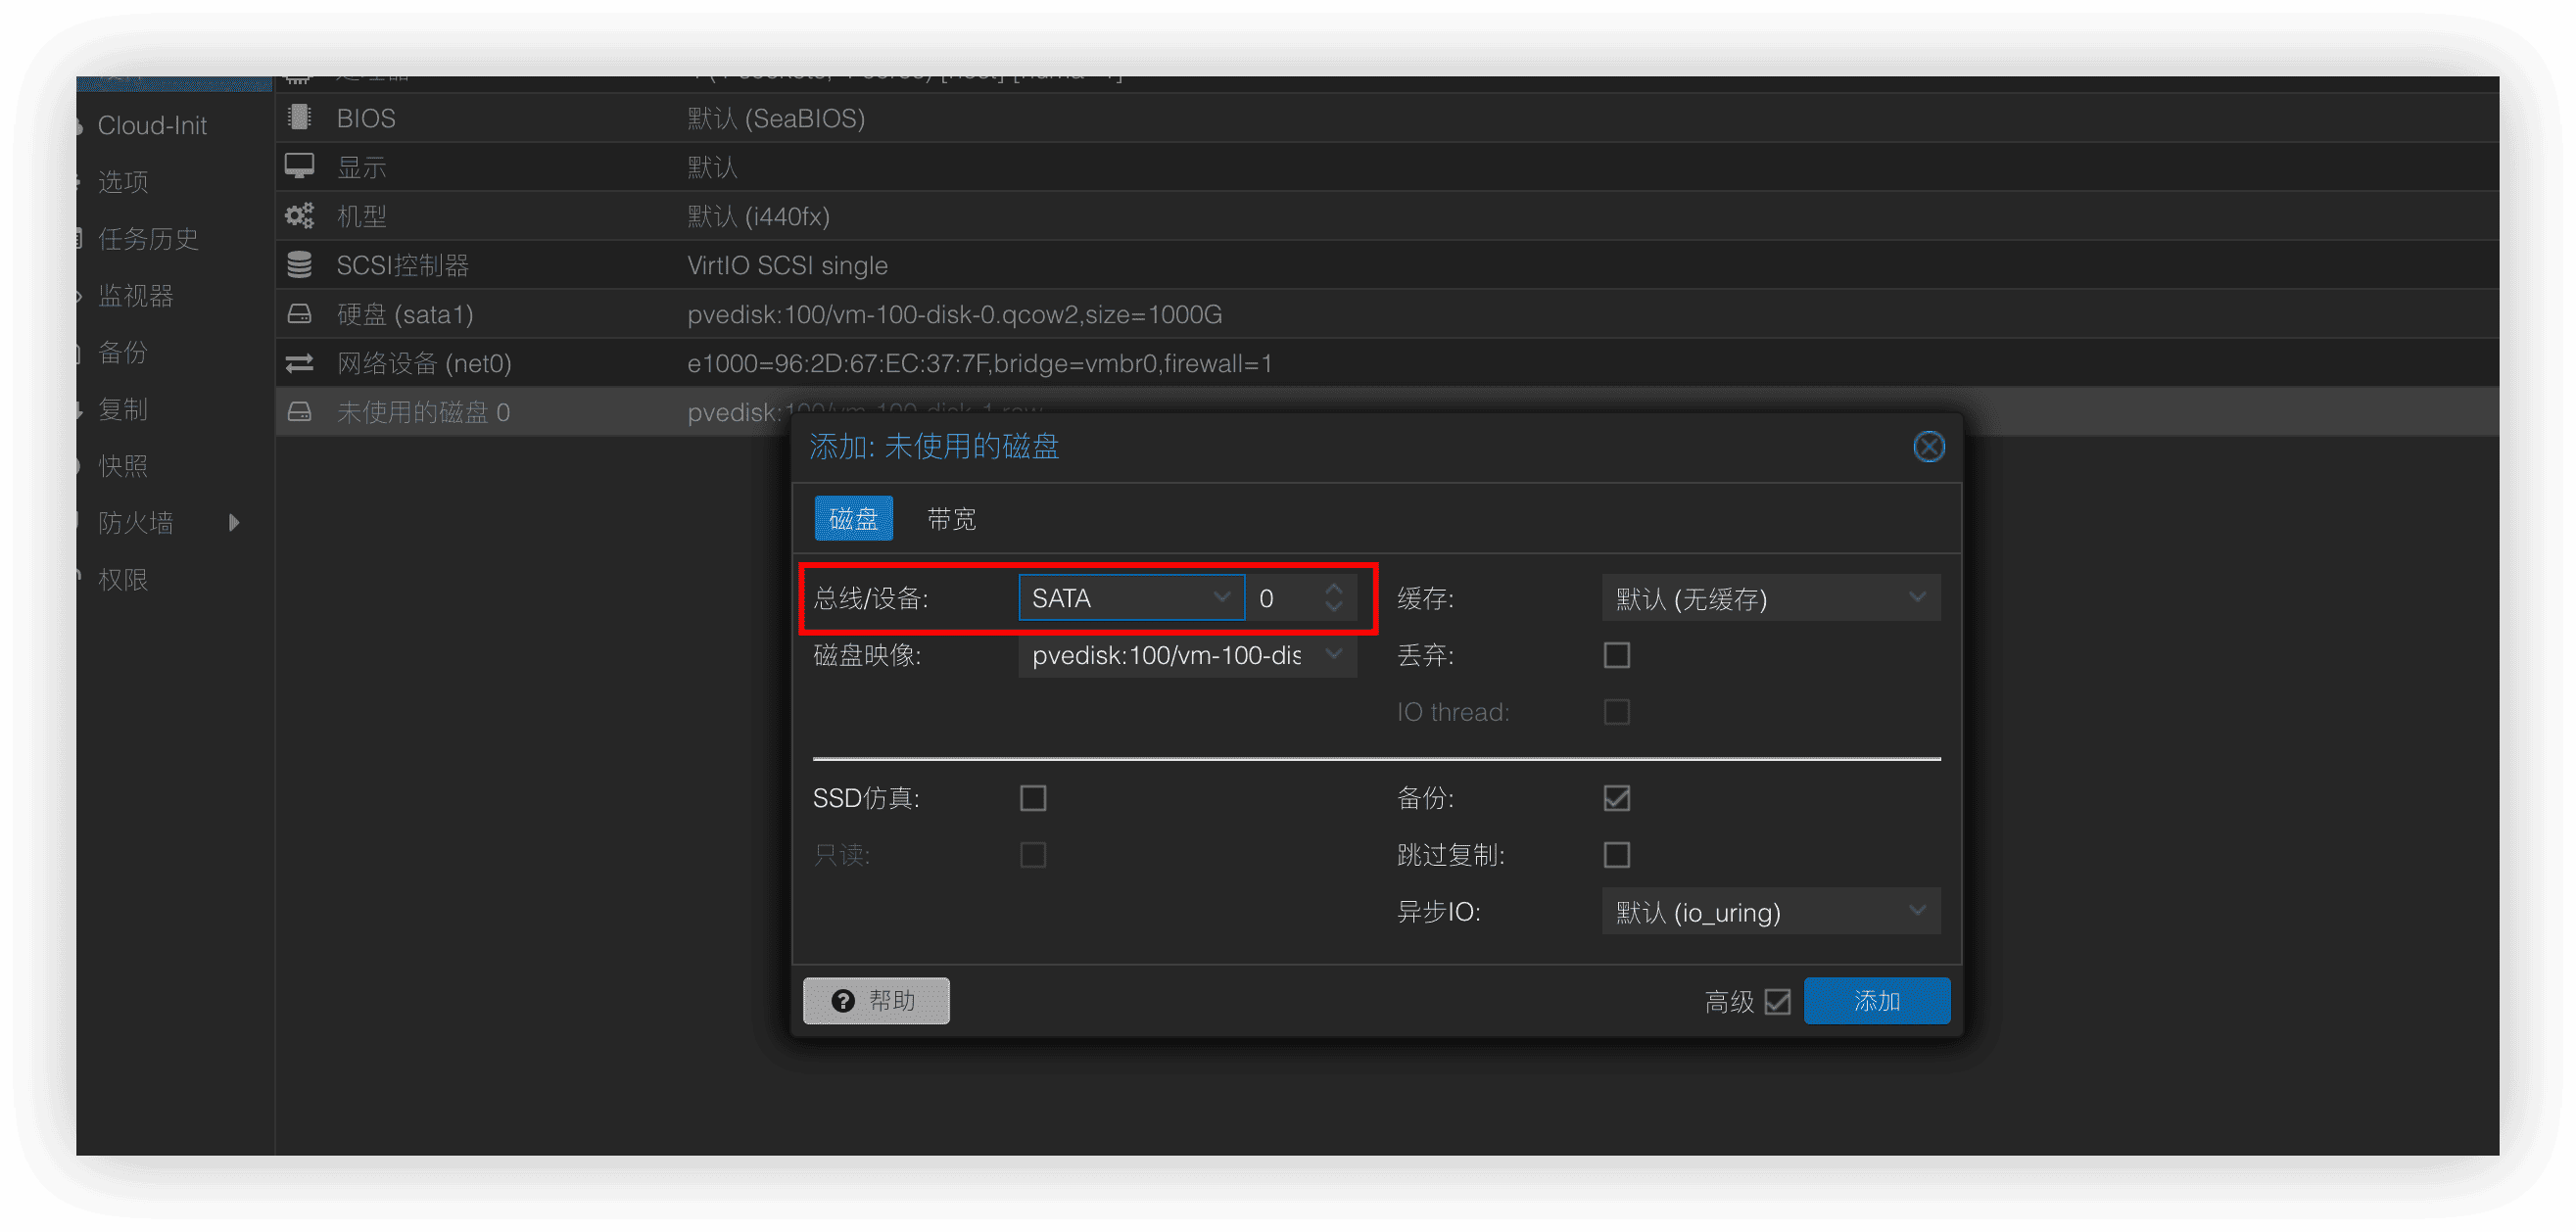 Cloud-Init
选项
任务历史
监视器
备份
复制
快照
防火墙
权限
BIOS 默认 (SeaBIOS)
显示 默认
机型 默认 (i440fx)
SCSI控制器 VirtIO SCSI single
硬盘 (sata1) pvedisk:100/vm-100-disk-0.qcow2,size=1000G
网络设备 (net0) e1000=96:2D:67:EC:37:7F,bridge=vmbr0,firewall=1
未使用的磁盘 0 pvedisk:100/vm-100-disk-1.raw
添加: 未使用的磁盘
磁盘 带宽
总线/设备: SATA 0 缓存: 默认 (无缓存)
磁盘映像: pvedisk:100/vm-100-dis 丢弃:
IO thread:
SSD仿真: 备份:
只读: 跳过复制:
异步IO: 默认 (io_uring)
帮助 高级 添加